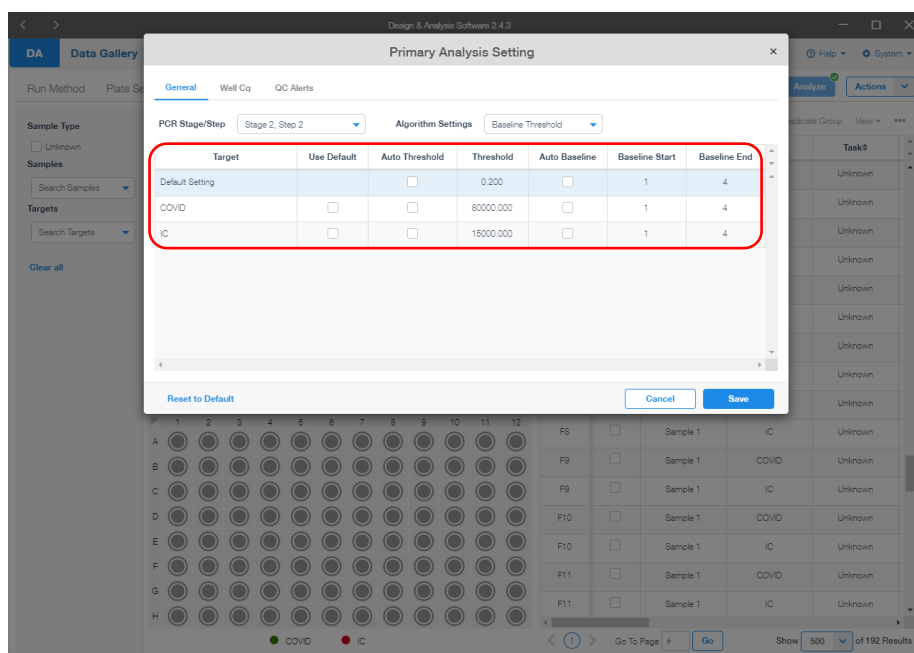 Design & Analysis Software 2.4.3
DA Data Gallery Help System
Primary Analysis Setting
Run Method Plate Se Analyze Actions
General Well Cq QC Alerts
PCR Stage/Step Stage 2, Step 2 Algorithm Settings Baseline Threshold
eplicate Group View
Sample Type
Unknown
Samples
Search Samples
Targets
Search Targets
Clear all
Target Use Default Auto Threshold Threshold Auto Baseline Baseline Start Baseline End
Default Setting 0.200 1 4
COVID 80000.000 1 4
IC 15000.000 1 4
Reset to Default Cancel Save
Task
Unknown
Unknown
Unknown
Unknown
Unknown
Unknown
Unknown
Unknown
Unknown
1 2 3 4 5 6 7 8 9 10 11 12
A
B
C
D
E
F
G
H
COVID IC
F8 Sample 1 IC Unknown
F9 Sample 1 COVID Unknown
F9 Sample 1 IC Unknown
F10 Sample 1 COVID Unknown
F10 Sample 1 IC Unknown
F11 Sample 1 COVID Unknown
F11 Sample 1 IC Unknown
1 Go To Page # Go Show 500 of 192 Results